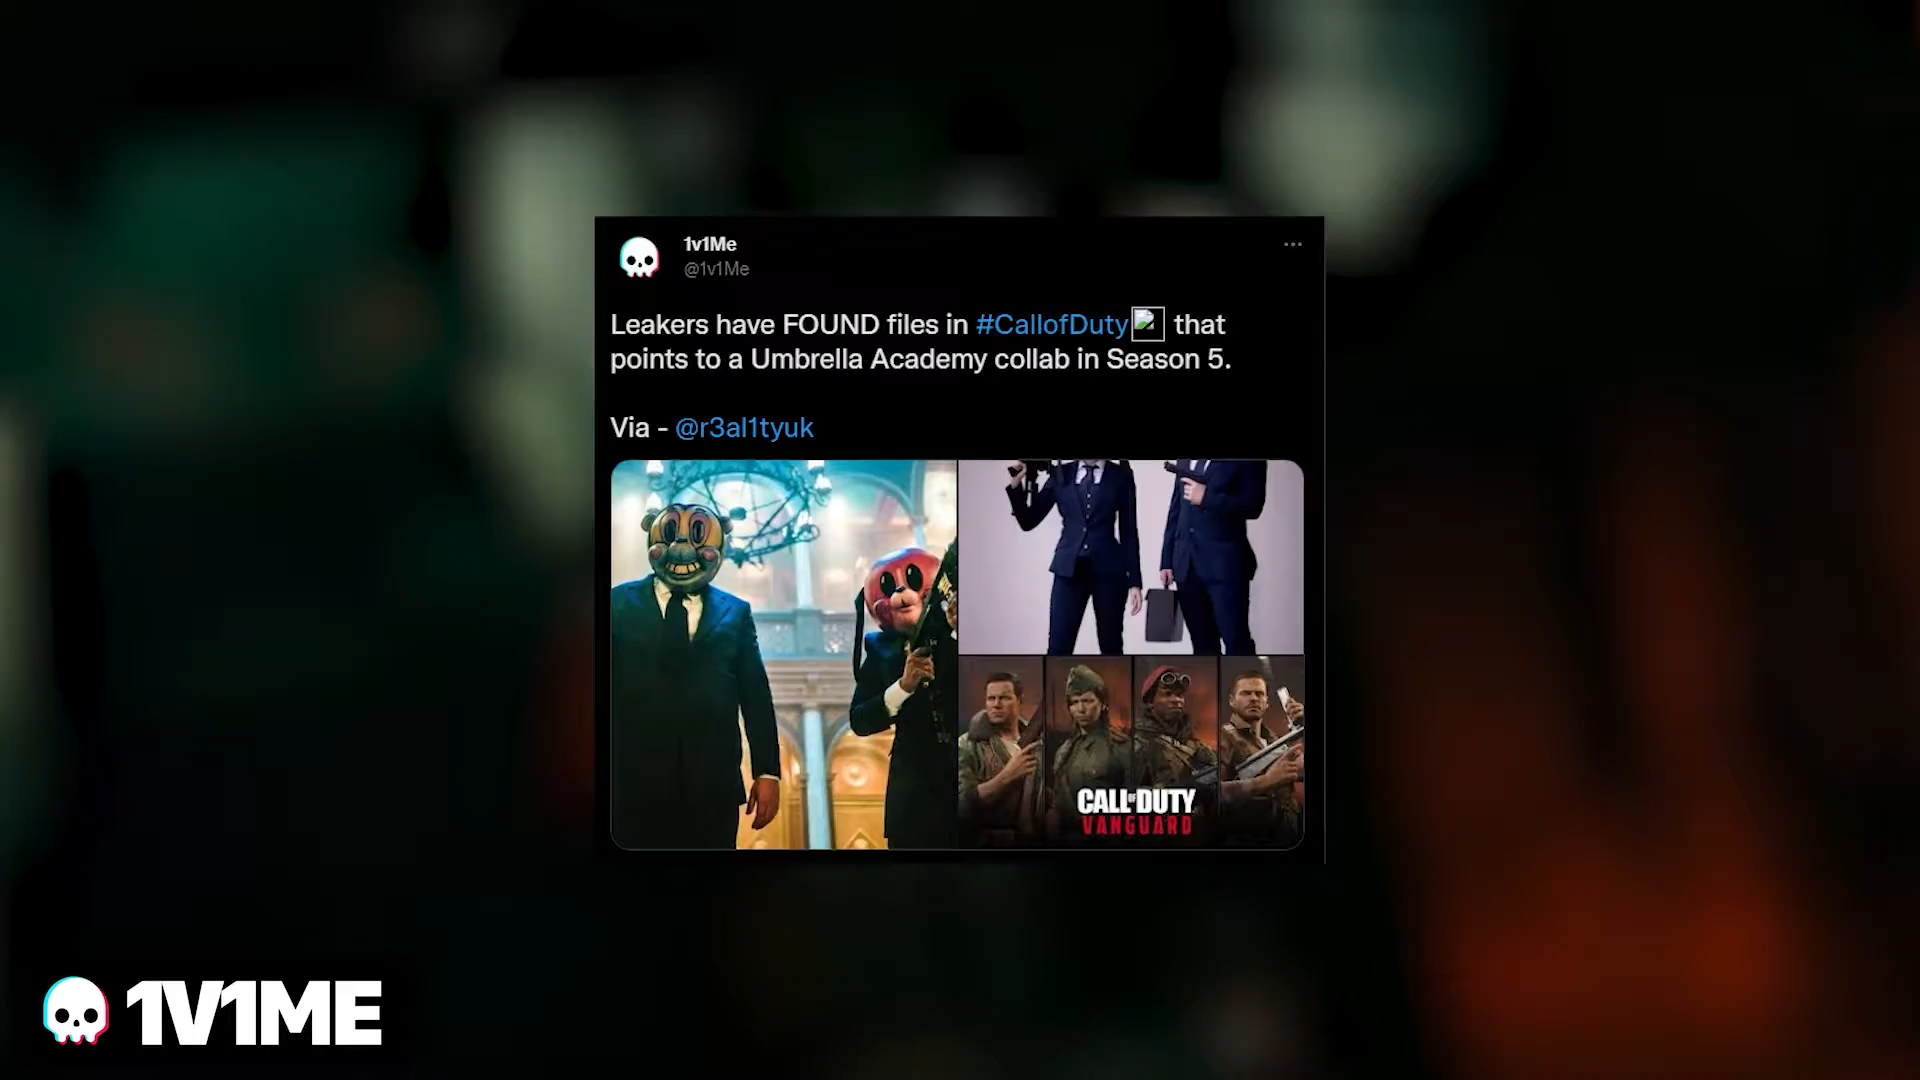 1v1Me
@1v1Me
Leakers have FOUND files in #CallofDuty that
points to a Umbrella Academy collab in Season 5.
Via - @r3al1tyuk
CALL OF DUTY
VANGUARD
1V1ME